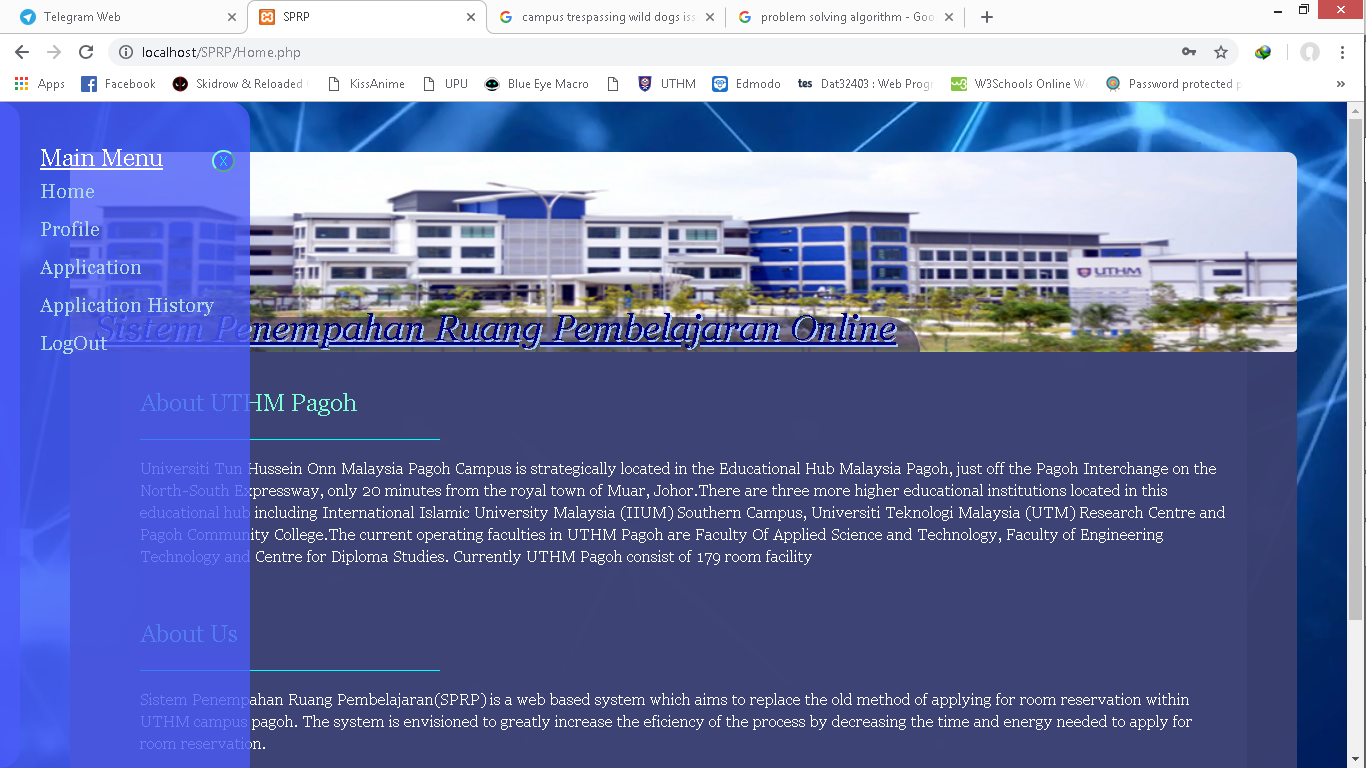 Telegram Web
SPRP
campus trespassing wild dogs iss
problem solving algorithm - Goo
localhost/SPRP/Home.php
Apps
Facebook
Skidrow & Reloaded
KissAnime
UPU
Blue Eye Macro
UTHM
Edmodo
tes
Dat32403 : Web Progr
W3Schools Online W
Password protected p
»
Main Menu
X
Home
Profile
Application
Application History
LogOut
UTHM
Sistem Penempahan Ruang Pembelajaran Online
About UTHM Pagoh
Universiti Tun Hussein Onn Malaysia Pagoh Campus is strategically located in the Educational Hub Malaysia Pagoh, just off the Pagoh Interchange on the
North-South Expressway, only 20 minutes from the royal town of Muar, Johor.There are three more higher educational institutions located in this
educational hub including International Islamic University Malaysia (IIUM) Southern Campus, Universiti Teknologi Malaysia (UTM) Research Centre and
Pagoh Community College.The current operating faculties in UTHM Pagoh are Faculty Of Applied Science and Technology, Faculty of Engineering
Technology and Centre for Diploma Studies. Currently UTHM Pagoh consist of 179 room facility
About Us
Sistem Penempahan Ruang Pembelajaran(SPRP) is a web based system which aims to replace the old method of applying for room reservation within
UTHM campus pagoh. The system is envisioned to greatly increase the eficiency of the process by decreasing the time and energy needed to apply for
room reservation.